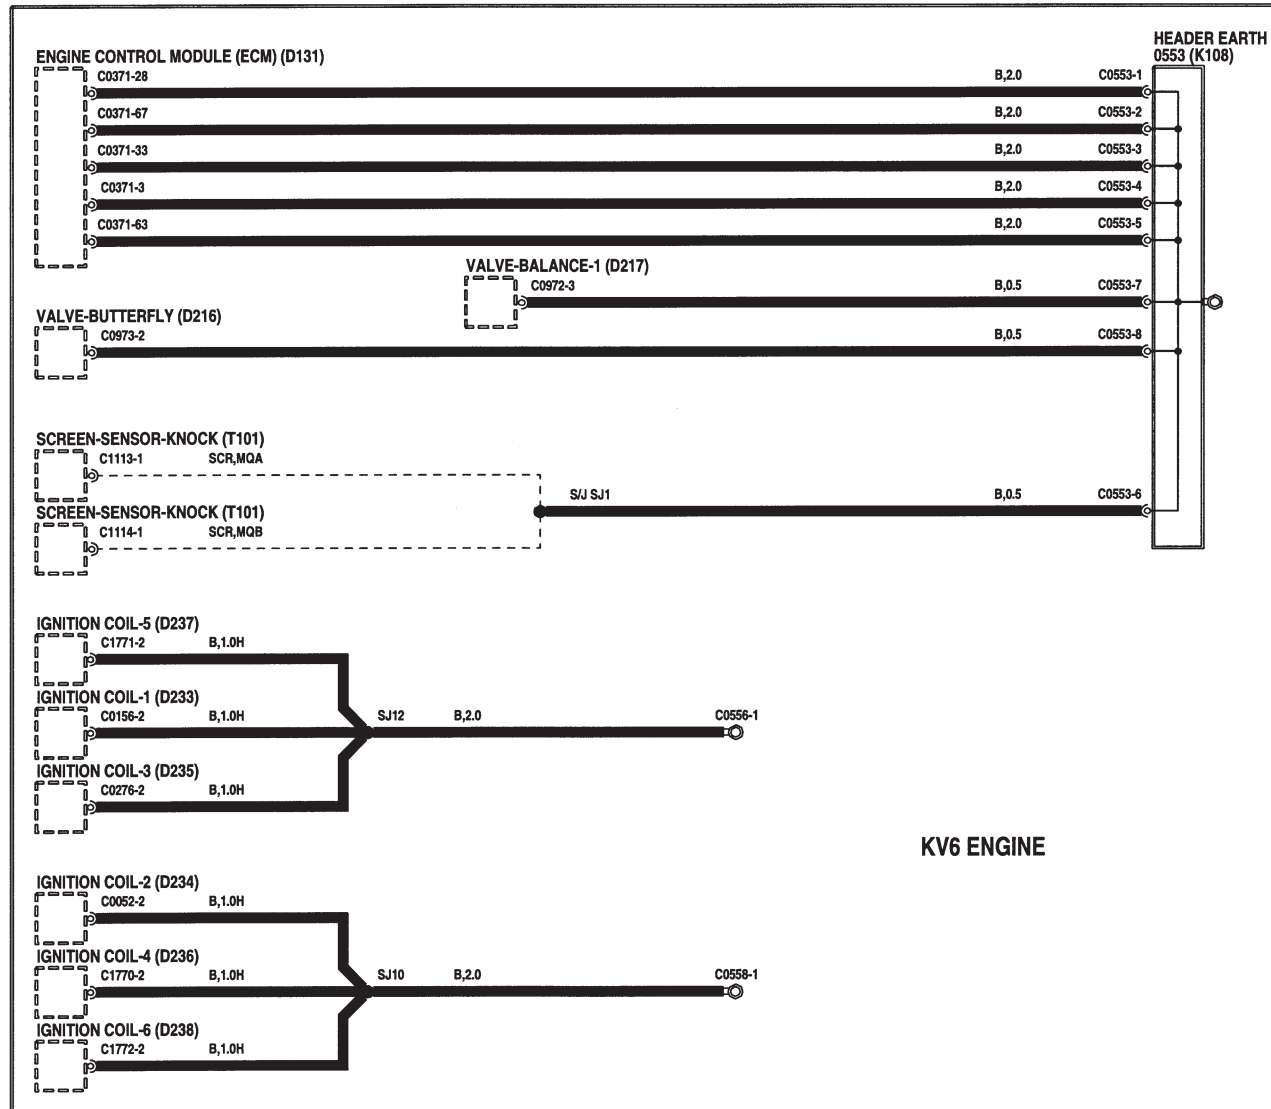 HEADER EARTH
0553 (K108)
ENGINE CONTROL MODULE (ECM) (D131)
C0371-28 B,2.0 C0553-1
C0371-67 B,2.0 C0553-2
C0371-33 B,2.0 C0553-3
C0371-3 B,2.0 C0553-4
C0371-63 B,2.0 C0553-5
VALVE-BALANCE-1 (D217)
C0972-3 B,0.5 C0553-7
VALVE-BUTTERFLY (D216)
C0973-2 B,0.5 C0553-8
SCREEN-SENSOR-KNOCK (T101)
C1113-1 SCR,MQA
S/J SJ1 B,0.5 C0553-6
SCREEN-SENSOR-KNOCK (T101)
C1114-1 SCR,MQB
IGNITION COIL-5 (D237)
C1771-2 B,1.0H
IGNITION COIL-1 (D233)
C0156-2 B,1.0H SJ12 B,2.0 C0556-1
IGNITION COIL-3 (D235)
C0276-2 B,1.0H
KV6 ENGINE
IGNITION COIL-2 (D234)
C0052-2 B,1.0H
IGNITION COIL-4 (D236)
C1770-2 B,1.0H SJ10 B,2.0 C0558-1
IGNITION COIL-6 (D238)
C1772-2 B,1.0H